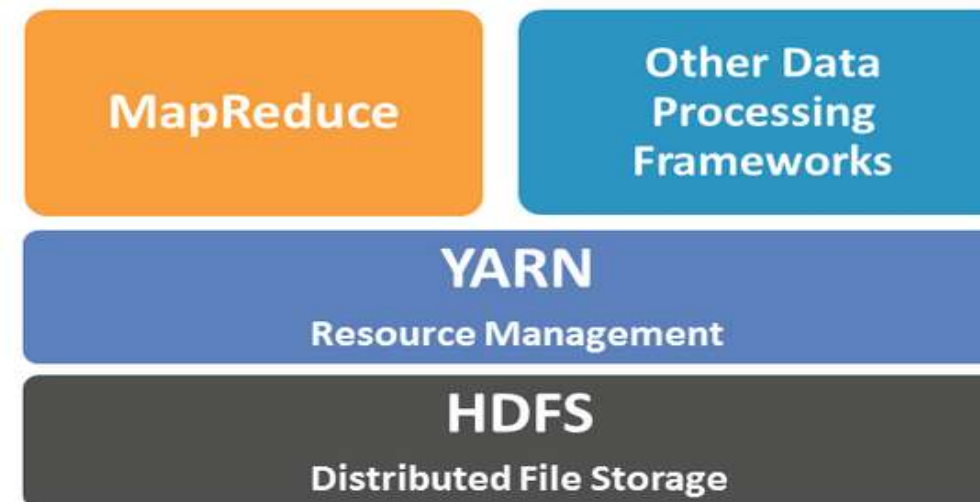 MapReduce
Other Data
Processing
Frameworks
YARN
Resource Management
HDFS
Distributed File Storage